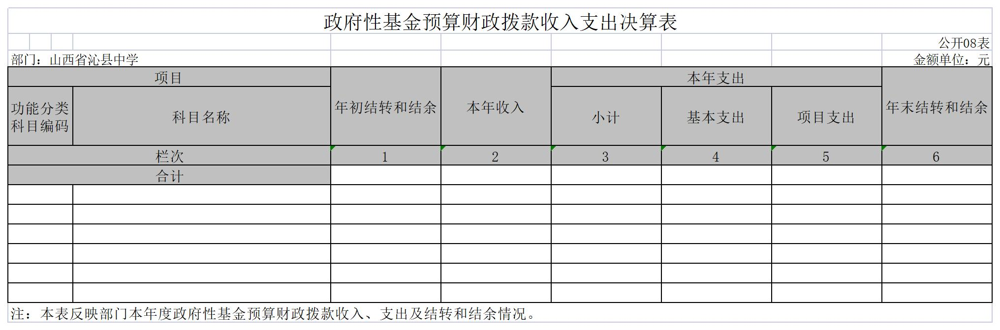 政府性基金预算财政拨款收入支出决算表
公开08表
部门：山西省沁县中学
金额单位：元
项目
年初结转和结余
本年收入
本年支出
年末结转和结余
功能分类
科目编码
科目名称
小计
基本支出
项目支出
栏次
1
2
3
4
5
6
合计
注：本表反映部门本年度政府性基金预算财政拨款收入、支出及结转和结余情况。